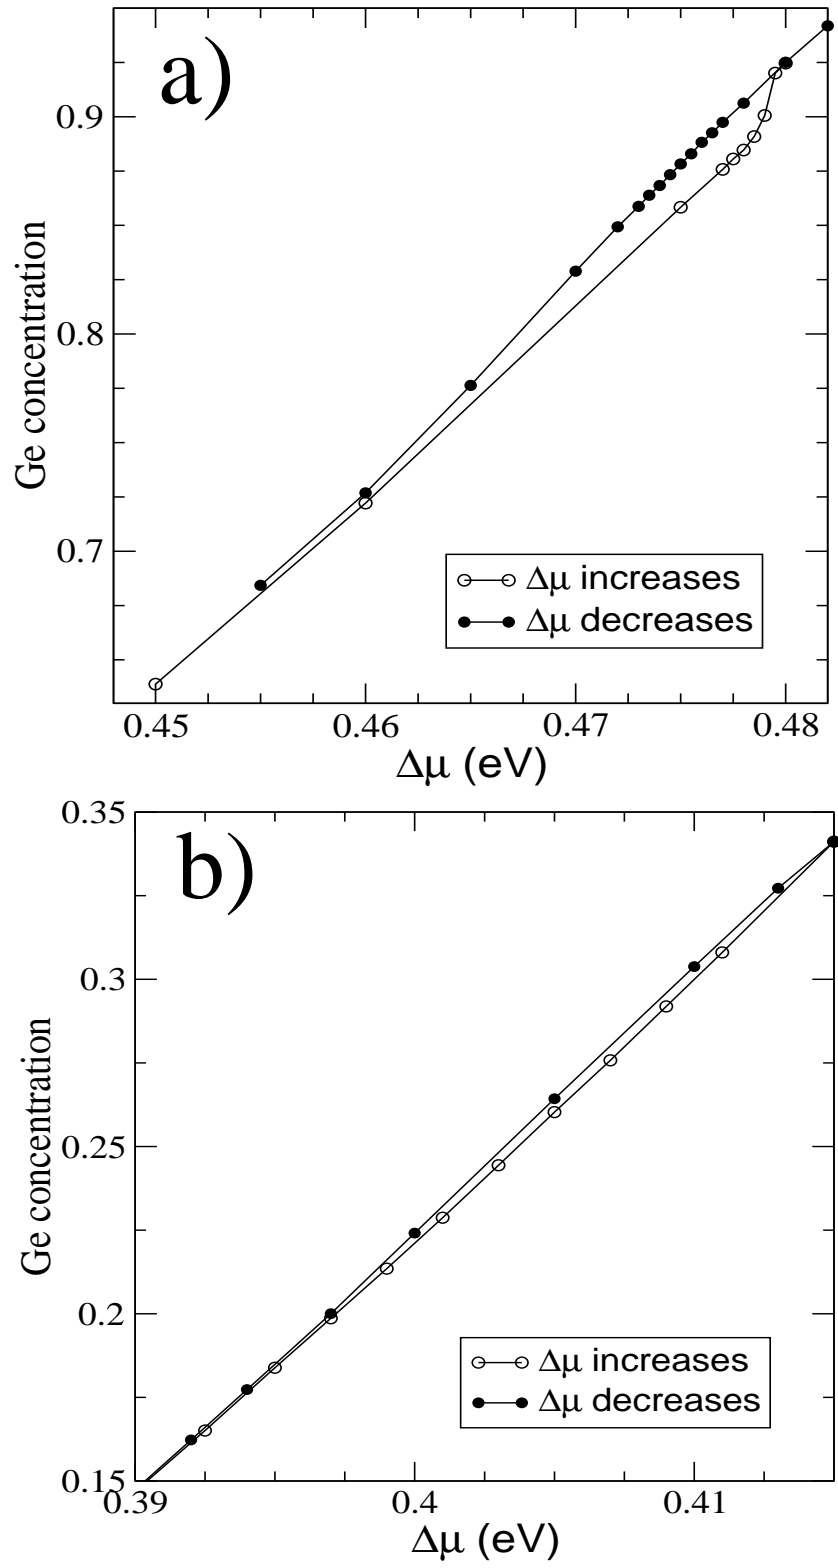 a)
0.9
0.8
0.7
Ge concentration
Δμ increases
Δμ decreases
0.45 0.46 0.47 0.48
Δμ (eV)
b)
0.35
0.3
0.25
0.2
0.15
Ge concentration
Δμ increases
Δμ decreases
0.39 0.4 0.41
Δμ (eV)